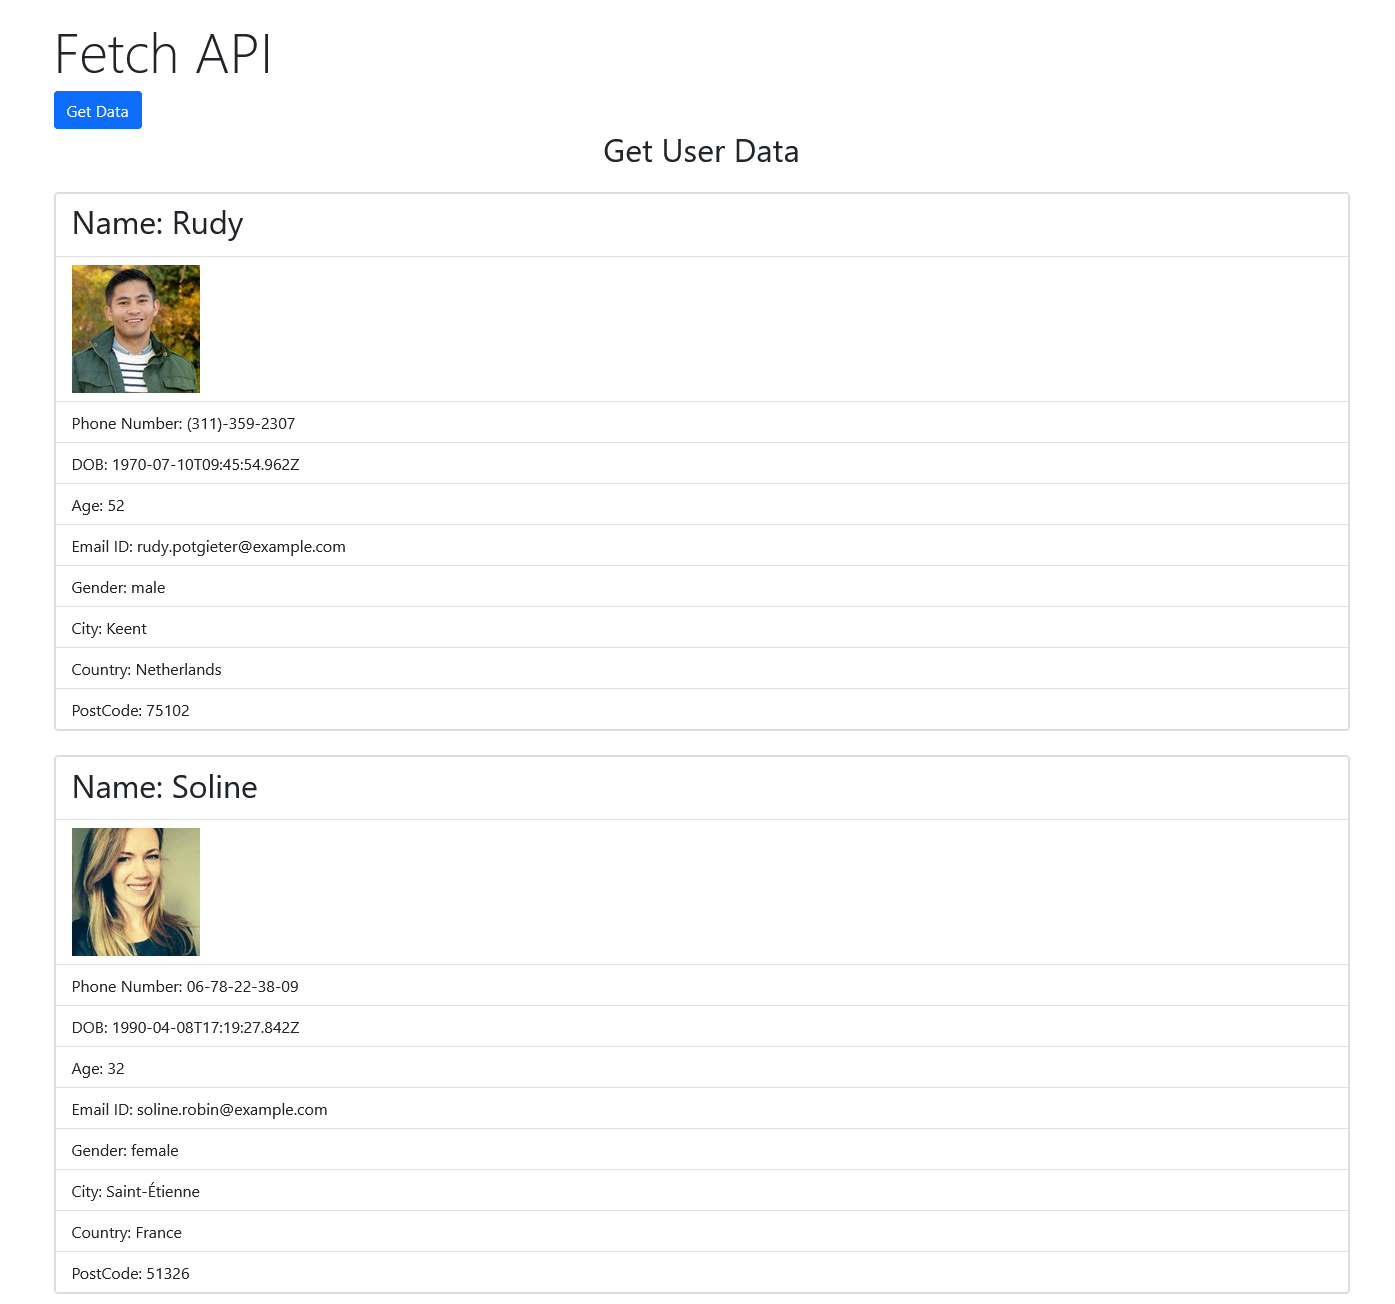 Fetch API
Get Data
Get User Data
Name: Rudy
Phone Number: (311)-359-2307
DOB: 1970-07-10T09:45:54.962Z
Age: 52
Email ID: rudy.potgieter@example.com
Gender: male
City: Keent
Country: Netherlands
PostCode: 75102
Name: Soline
Phone Number: 06-78-22-38-09
DOB: 1990-04-08T17:19:27.842Z
Age: 32
Email ID: soline.robin@example.com
Gender: female
City: Saint-Étienne
Country: France
PostCode: 51326